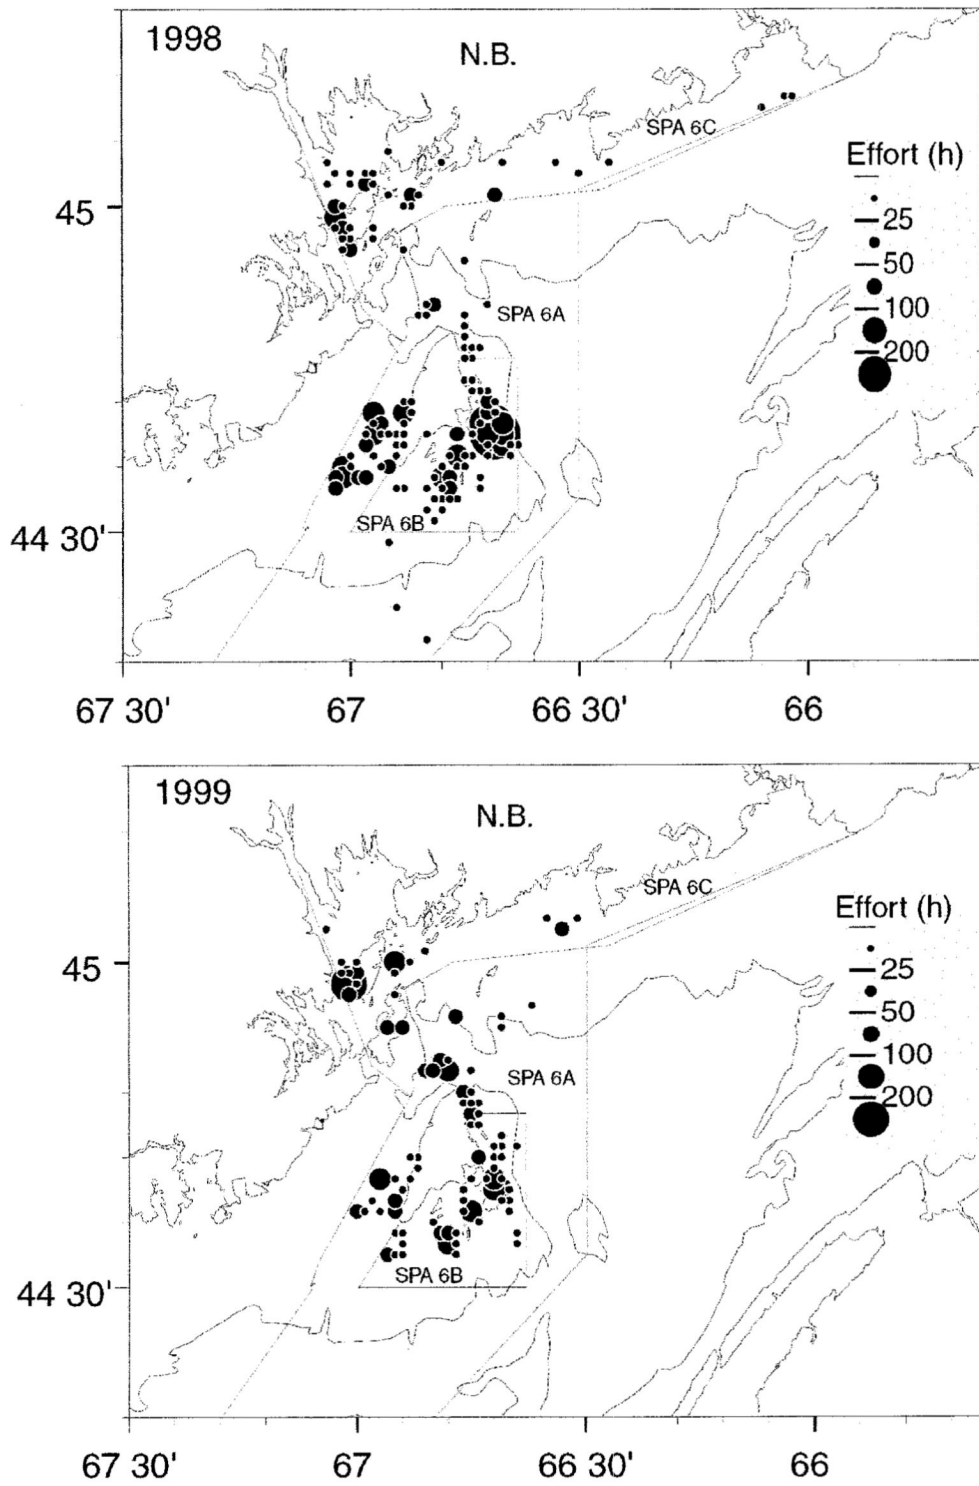 1998
N.B.
SPA 6C
Effort (h)
25
50
100
200
45
SPA 6A
SPA 6B
44 30'
67 30'
67
66 30'
66
1999
N.B.
SPA 6C
Effort (h)
25
50
100
200
45
SPA 6A
SPA 6B
44 30'
67 30'
67
66 30'
66